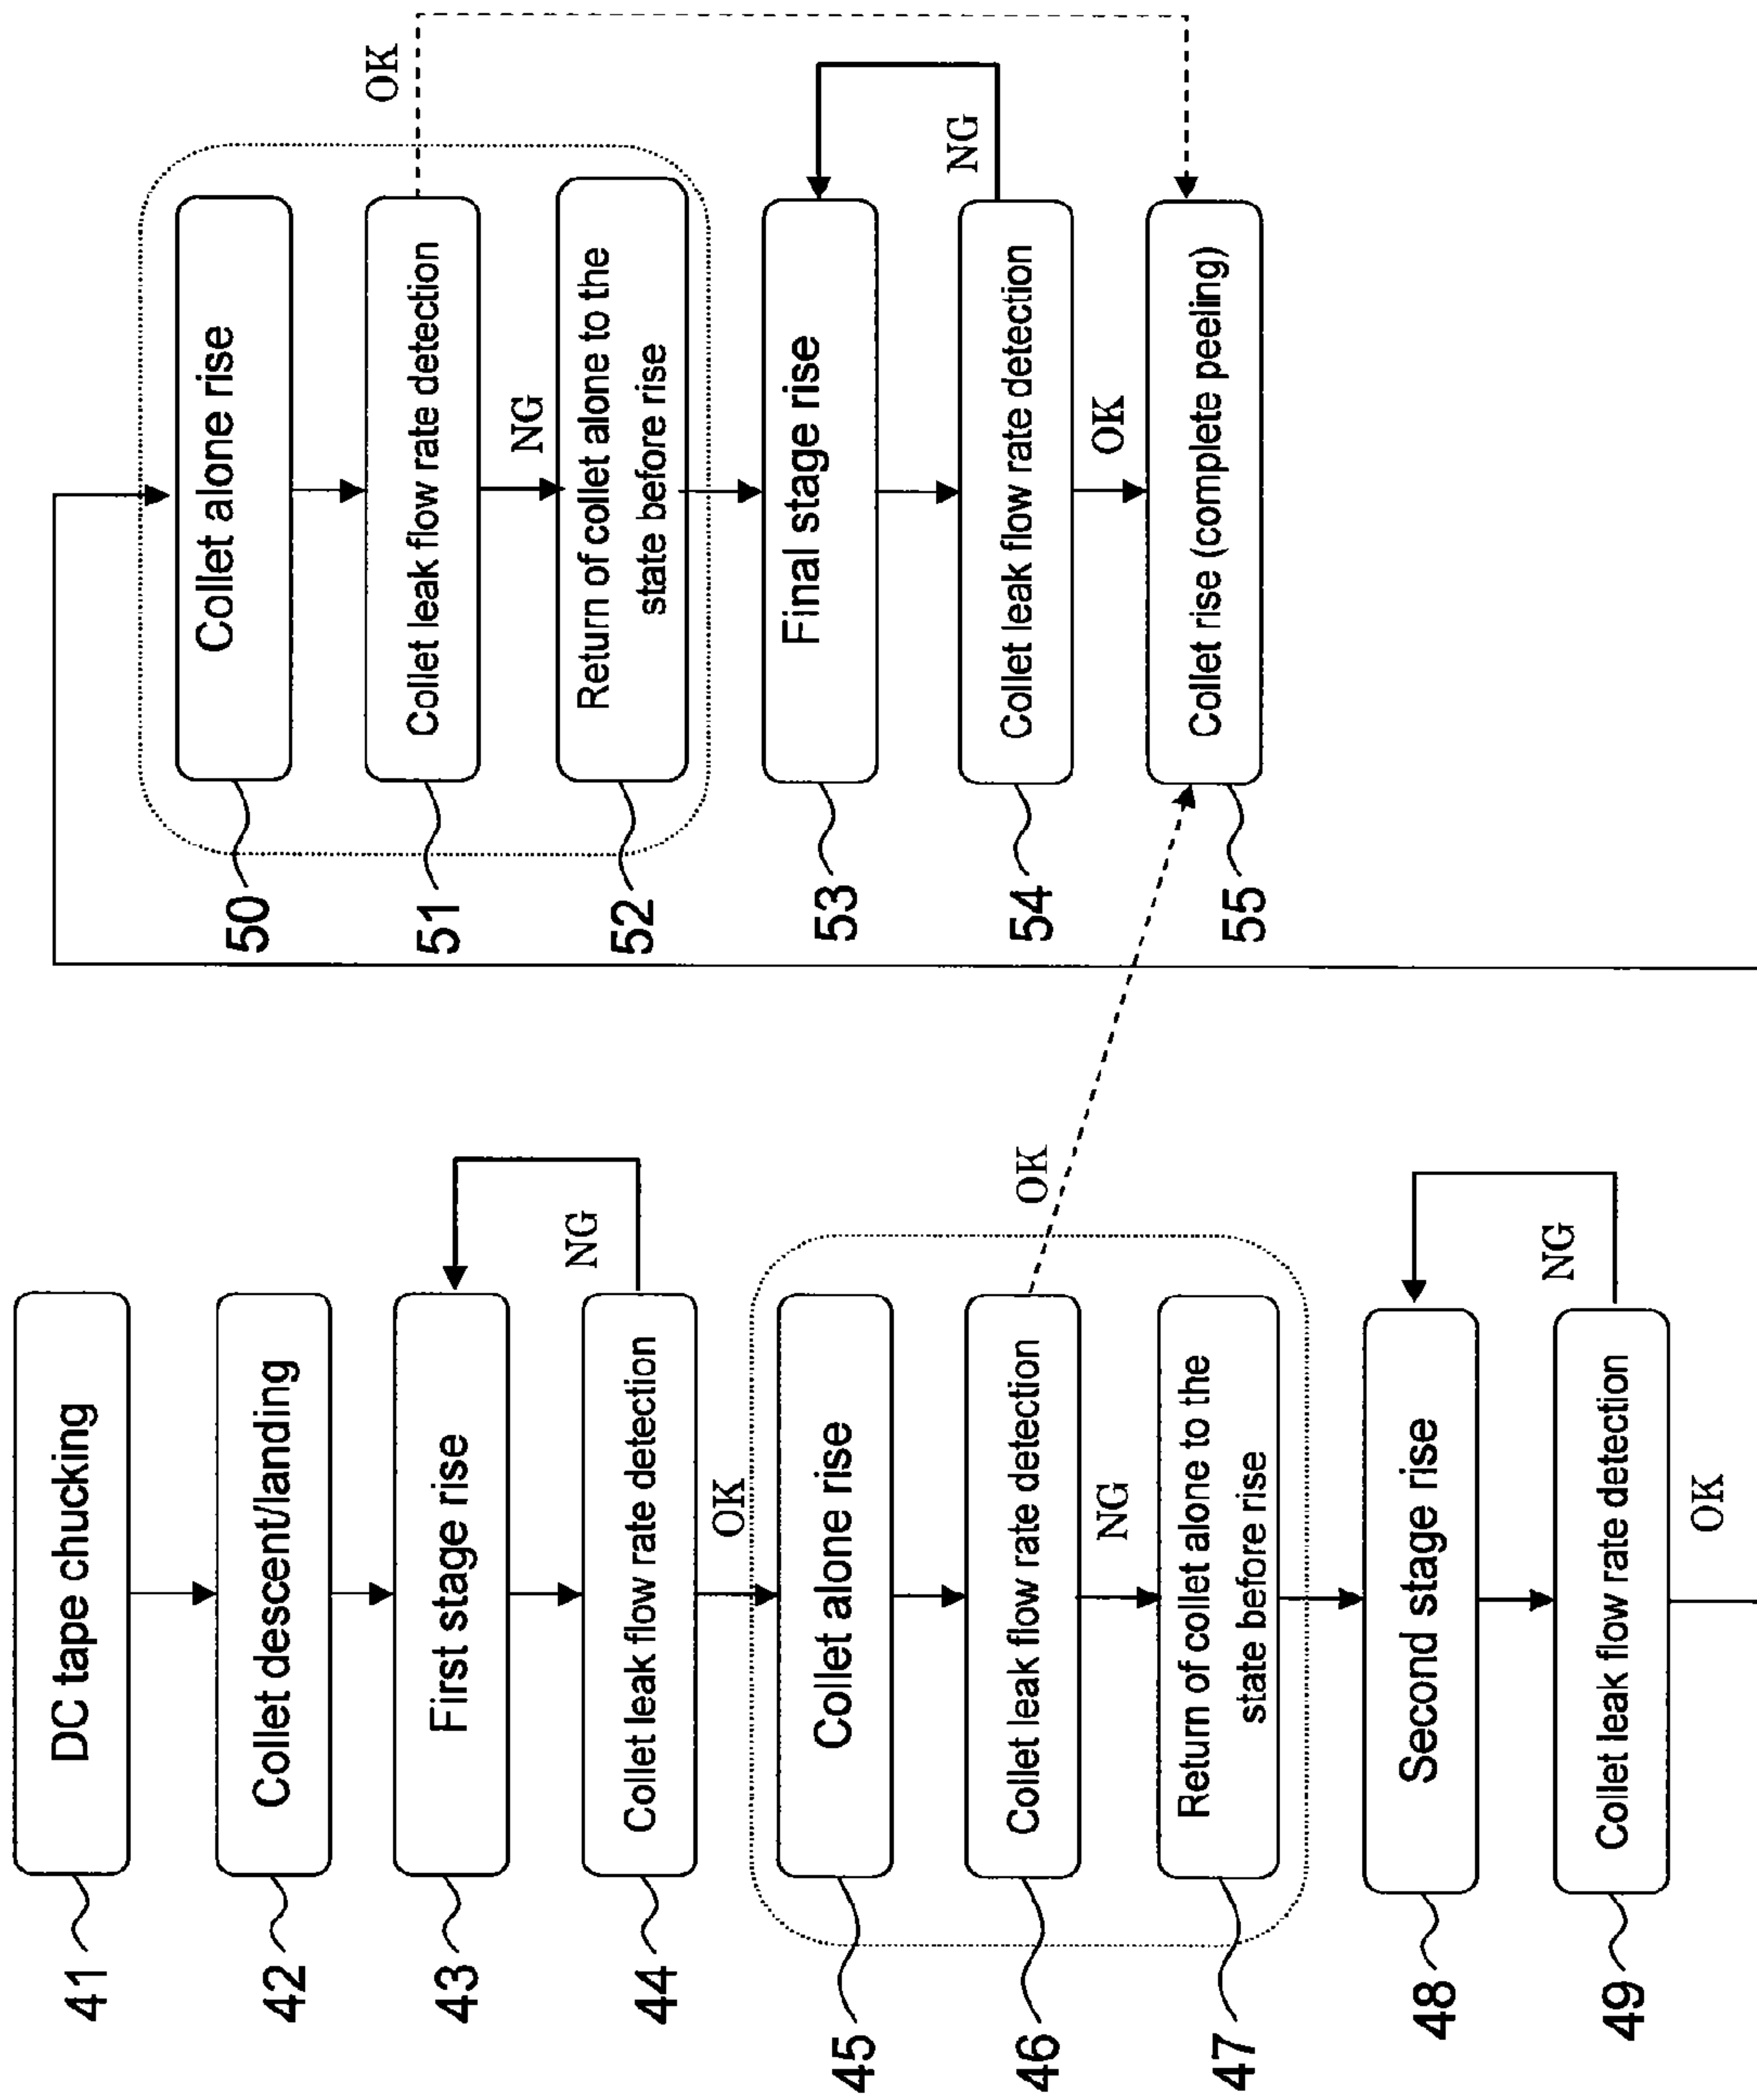 41
DC tape chucking
42
Collet descent/landing
43
First stage rise
44
Collet leak flow rate detection
NG
OK
45
Collet alone rise
46
Collet leak flow rate detection
OK
NG
47
Return of collet alone to the
state before rise
48
Second stage rise
49
Collet leak flow rate detection
NG
OK
50
Collet alone rise
51
Collet leak flow rate detection
OK
NG
52
Return of collet alone to the
state before rise
53
Final stage rise
54
Collet leak flow rate detection
NG
OK
55
Collet rise (complete peeling)